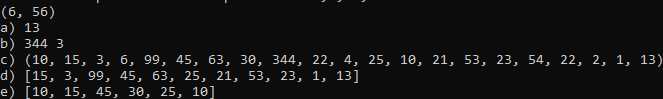 (6, 56)
a) 13
b) 344 3
c) (10, 15, 3, 6, 99, 45, 63, 30, 344, 22, 4, 25, 10, 21, 53, 23, 54, 22, 2, 1, 13)
d) [15, 3, 99, 45, 63, 25, 21, 53, 23, 1, 13]
e) [10, 15, 45, 30, 25, 10]